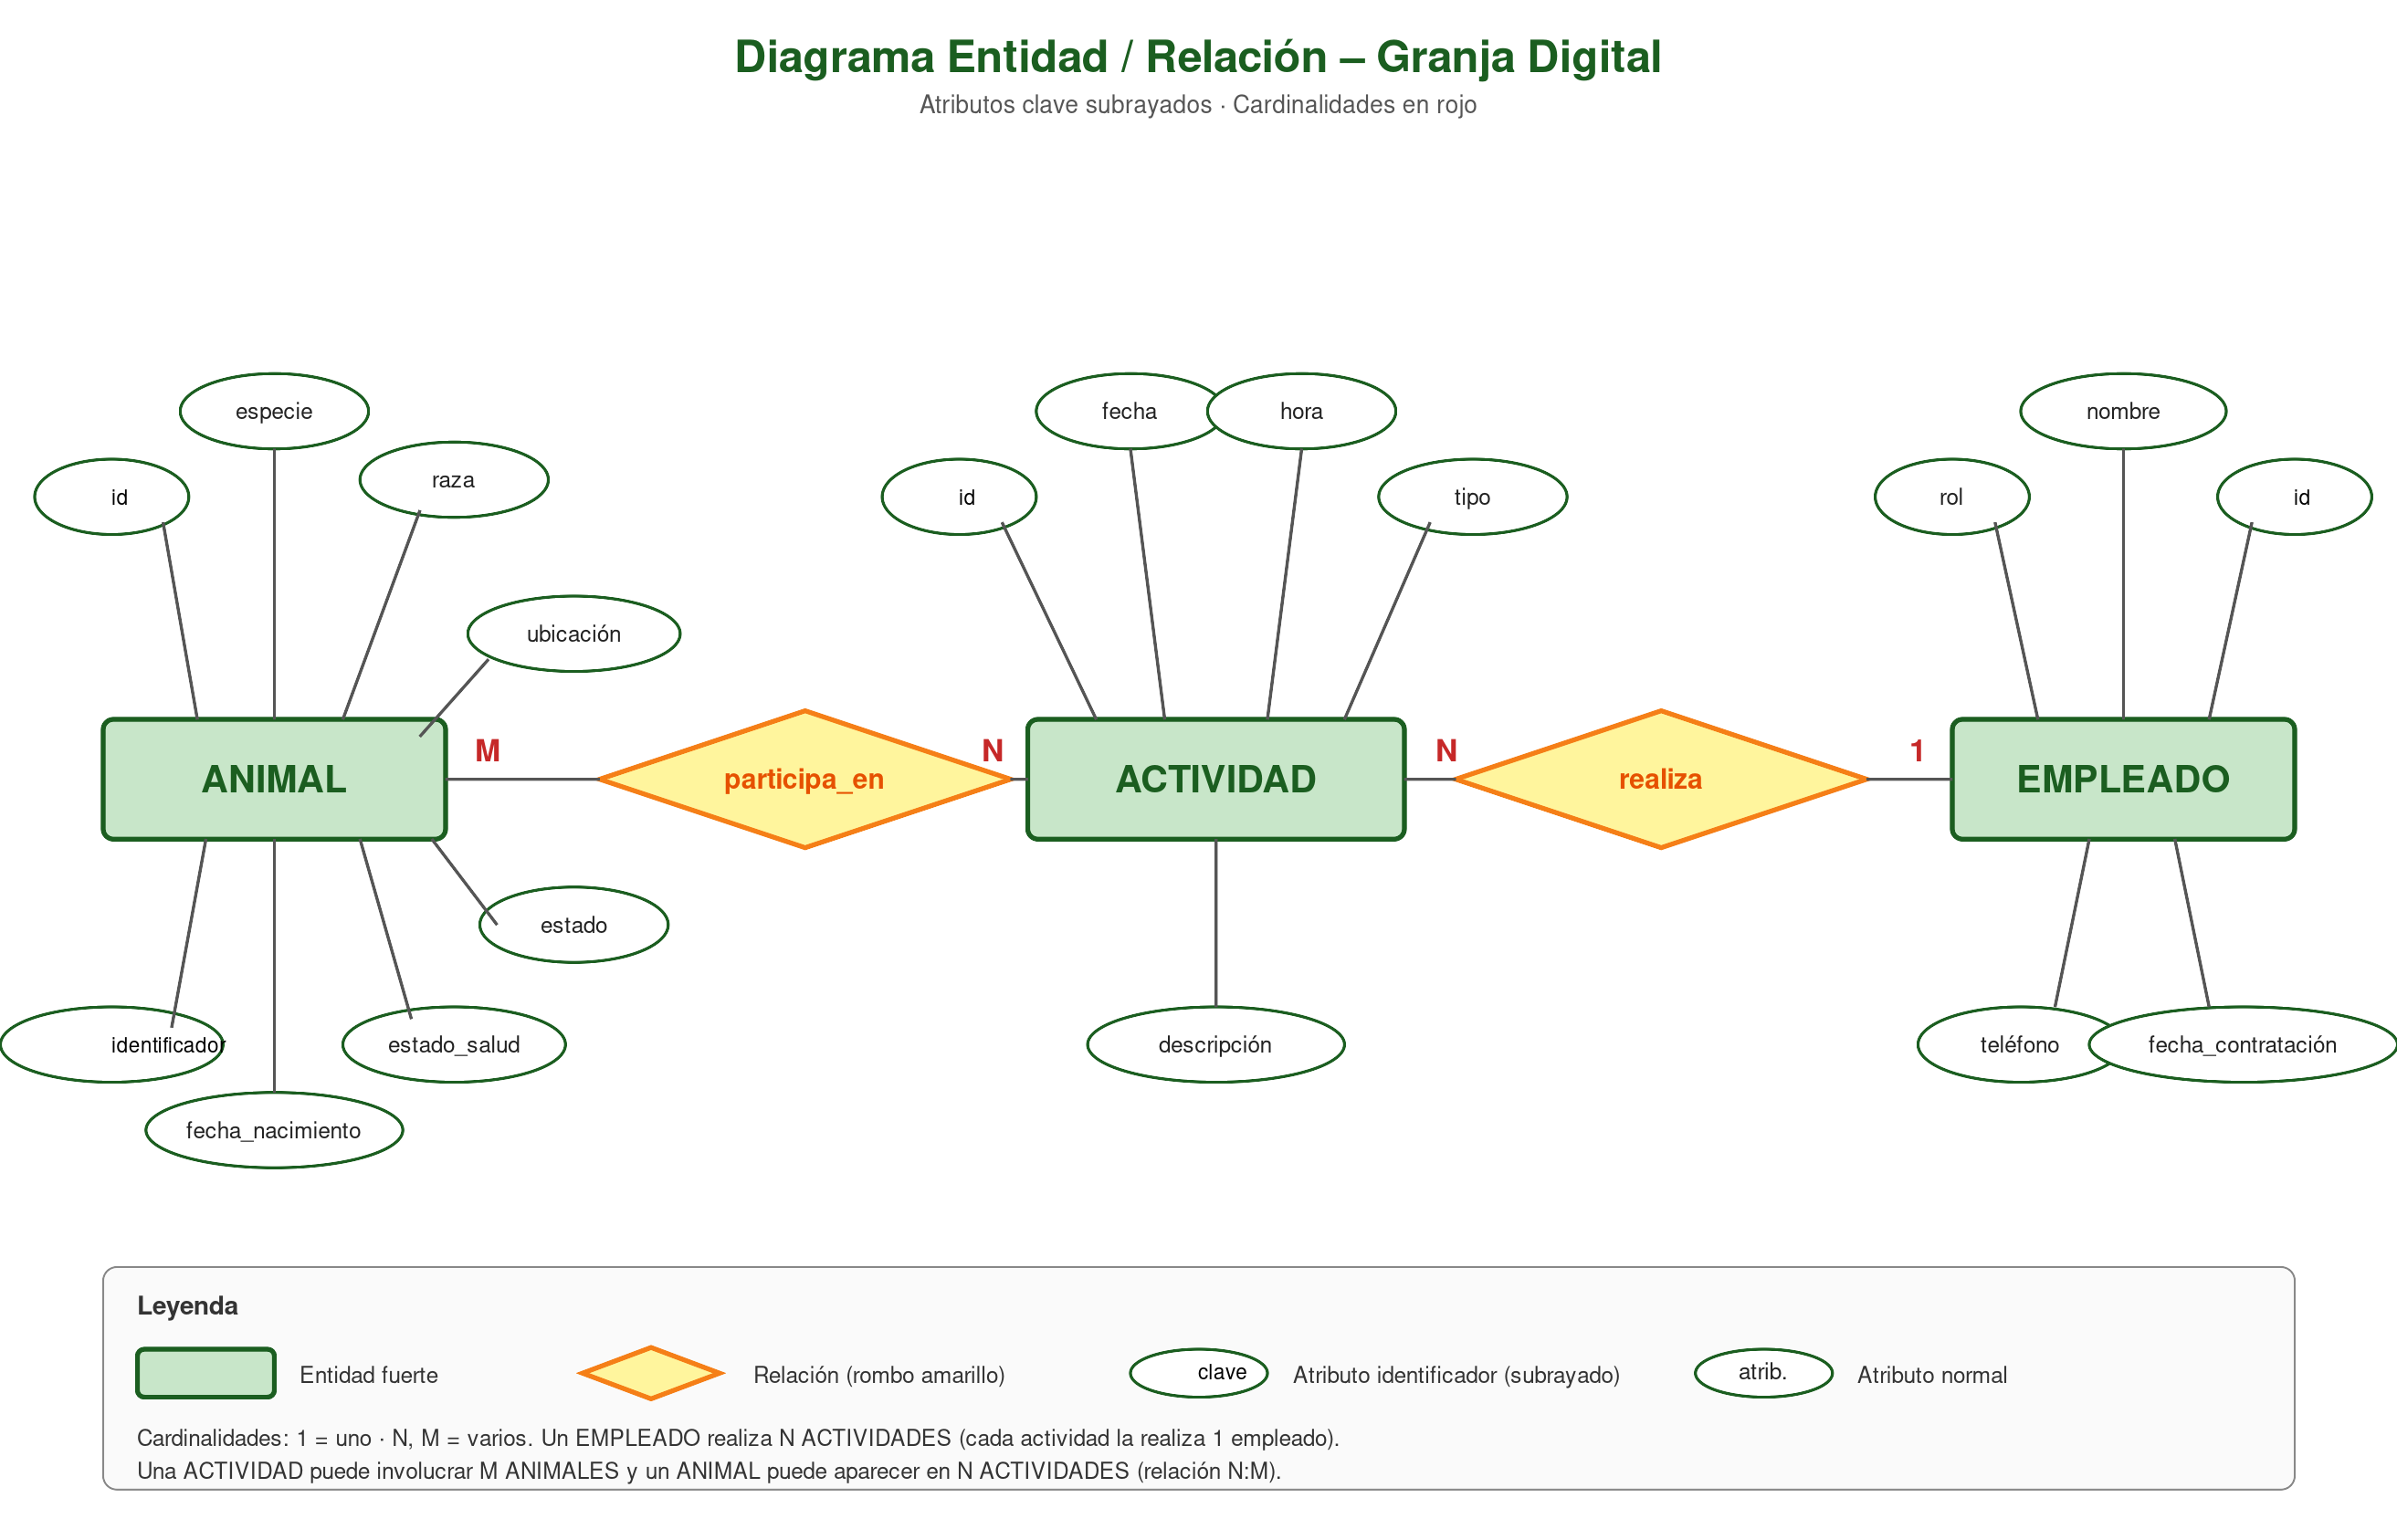 Diagrama Entidad / Relación – Granja Digital
Atributos clave subrayados · Cardinalidades en rojo
especie
fecha
hora
nombre
raza
id
id
tipo
rol
id
ubicación
M
N
N
1
ANIMAL
participa_en
ACTIVIDAD
realiza
EMPLEADO
estado
identificador
estado_salud
descripción
teléfono
fecha_contratación
fecha_nacimiento
Leyenda
Entidad fuerte
Relación (rombo amarillo)
clave
Atributo identificador (subrayado)
atrib.
Atributo normal
Cardinalidades: 1 = uno · N, M = varios. Un EMPLEADO realiza N ACTIVIDADES (cada actividad la realiza 1 empleado).
Una ACTIVIDAD puede involucrar M ANIMALES y un ANIMAL puede aparecer en N ACTIVIDADES (relación N:M).